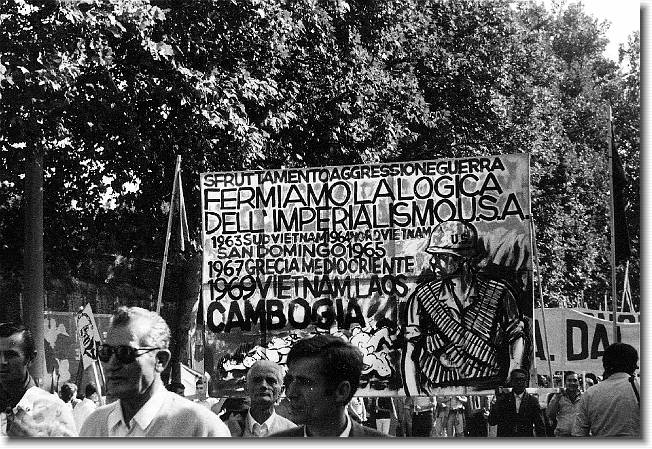 SFRUTTAMENTO AGGRESSIONE GUERRA
FERMIAMO LA LOGICA
DELL'IMPERIALISMO U.S.A.
1963 SUD VIETNAM 1964 NORD VIETNAM
SAN DOMINGO 1965
1967 GRECIA MEDIO ORIENTE
1969 VIETNAM LAOS
CAMBOGIA
U.S.
A. DA